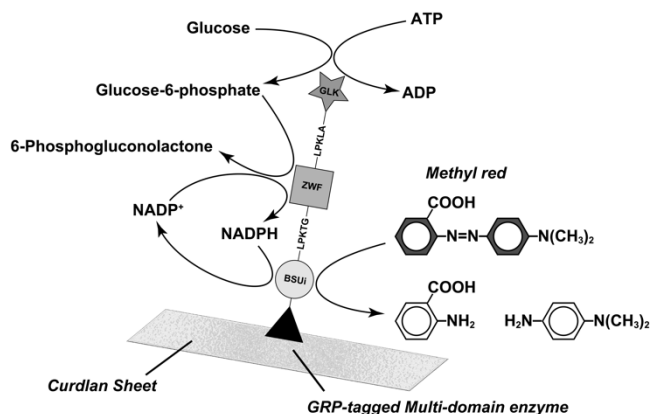 Glucose
ATP
Glucose-6-phosphate
GLK
ADP
LPKLA
6-Phosphogluconolactone
ZWF
Methyl red
NADP⁺
NADPH
LPKTG
COOH
N=N
N(CH₃)₂
BSUi
COOH
NH₂
H₂N
N(CH₃)₂
Curdlan Sheet
GRP-tagged Multi-domain enzyme